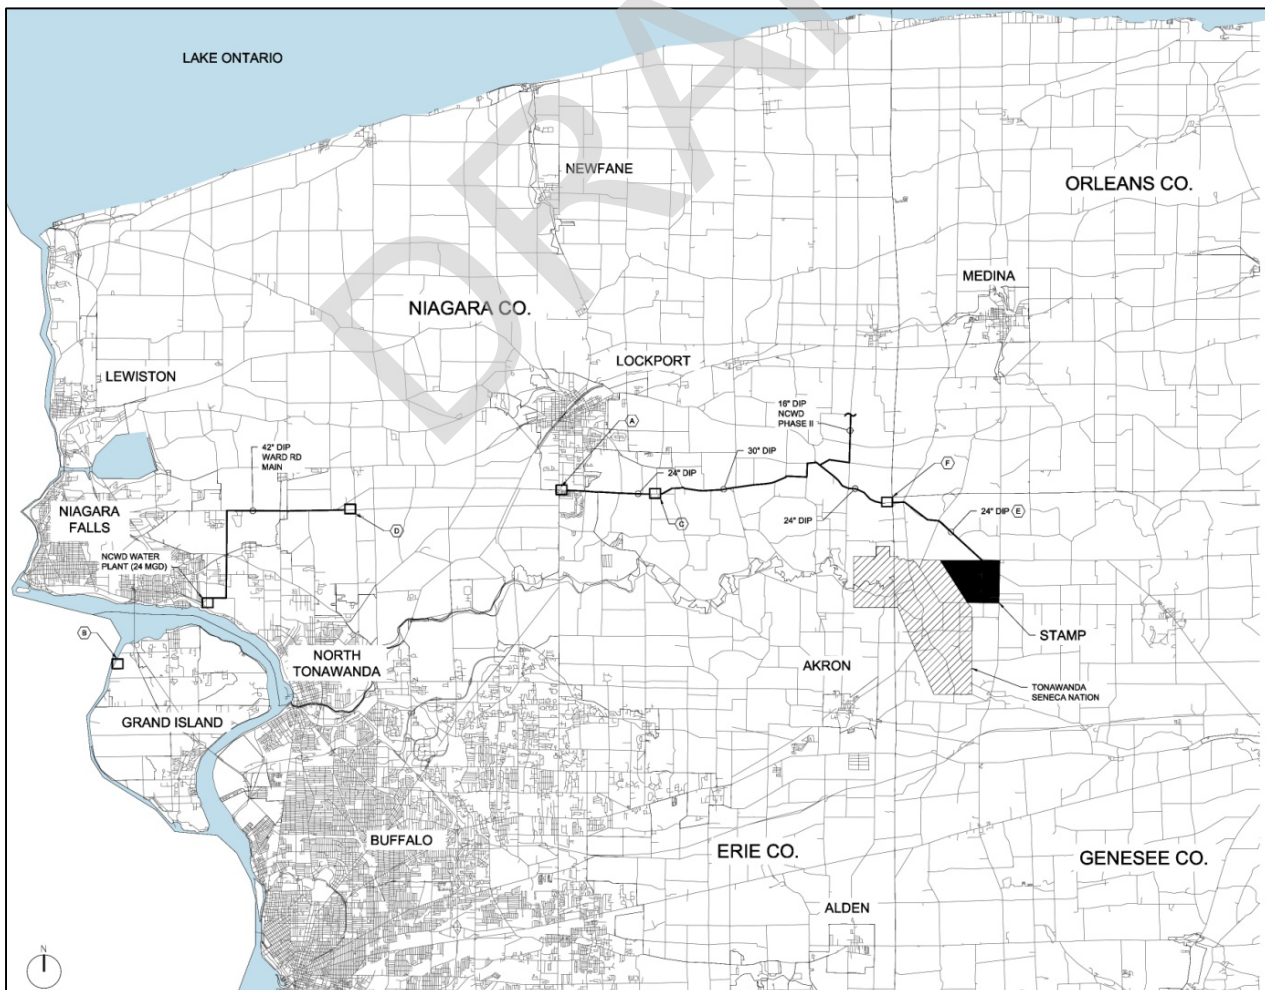 DRA
LAKE ONTARIO
NEWFANE
ORLEANS CO.
MEDINA
NIAGARA CO.
LOCKPORT
LEWISTON
16" DIP
NCWD
PHASE II
A
42" DIP
WARD RD
MAIN
30" DIP
24" DIP
F
NIAGARA
FALLS
D
C
24" DIP
24" DIP
E
NCWD WATER
PLANT (24 MGD)
B
STAMP
NORTH
TONAWANDA
AKRON
TONAWANDA
SENECA NATION
GRAND ISLAND
BUFFALO
ERIE CO.
GENESEE CO.
ALDEN
N